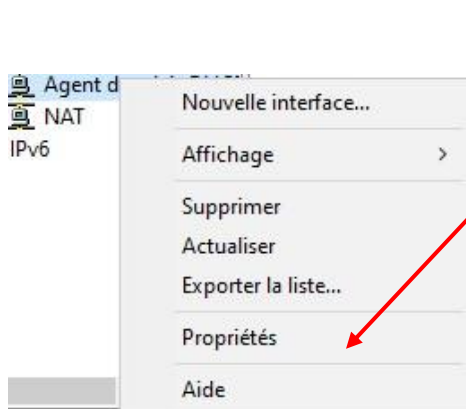 Agent d
NAT
IPv6
Nouvelle interface...
Affichage
Supprimer
Actualiser
Exporter la liste...
Propriétés
Aide